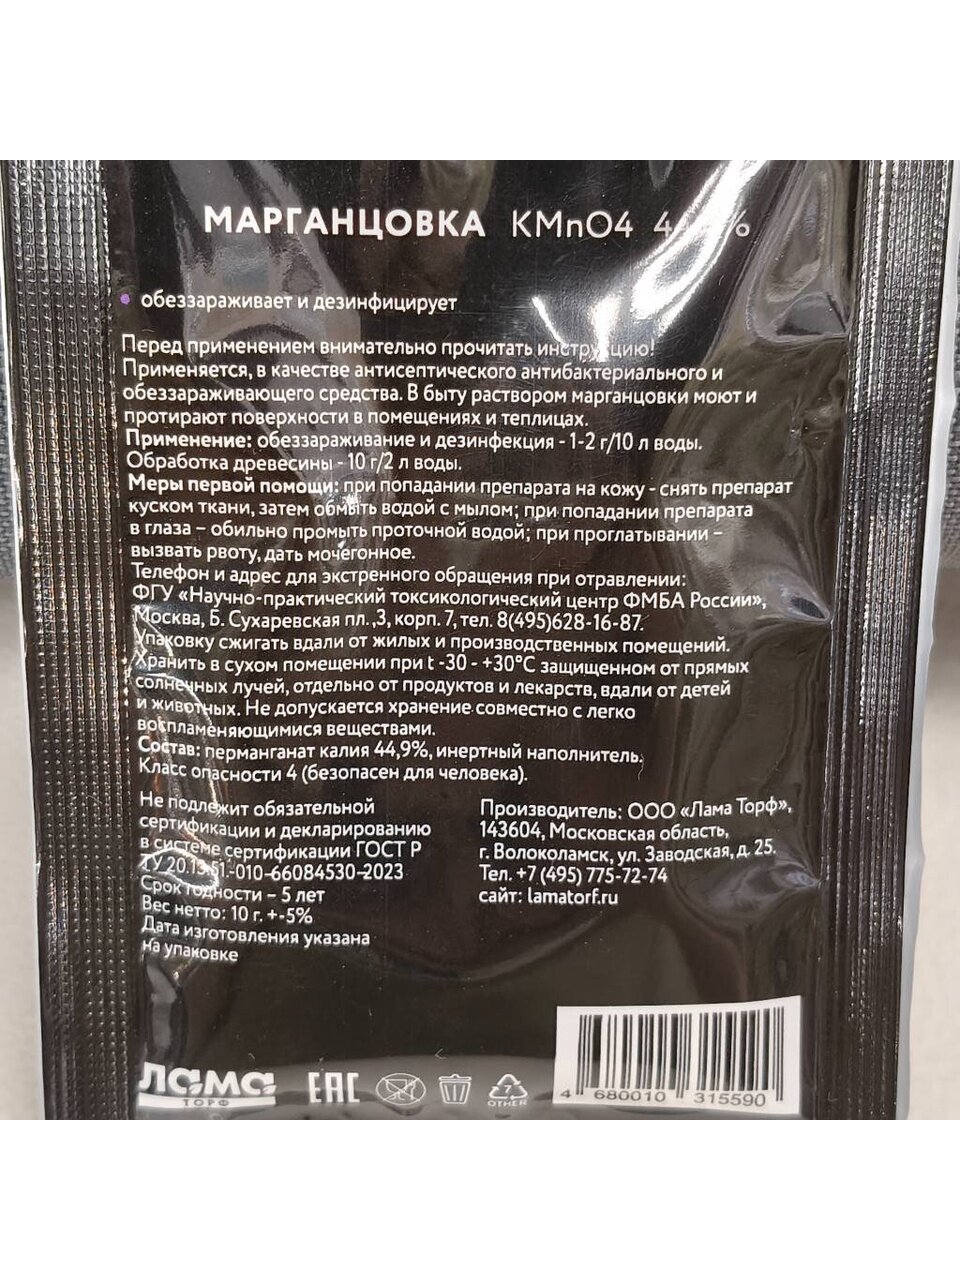 МАРГАНЦОВКА KMnO4
обеззараживает и дезинфицирует
Перед применением внимательно прочитать инструкцию!
Применяется, в качестве антисептического антибактериального и
обеззараживающего средства. В быту раствором марганцовки моют и
протирают поверхности в помещениях и теплицах.
Применение: обеззараживание и дезинфекция - 1-2 г/10 л воды.
Обработка древесины - 10 г/2 л воды.
Меры первой помощи: при попадании препарата на кожу - снять препарат
куском ткани, затем обмыть водой с мылом; при попадании препарата
в глаза – обильно промыть проточной водой; при проглатывании –
вызвать рвоту, дать мочегонное.
Телефон и адрес для экстренного обращения при отравлении:
ФГУ «Научно-практический токсикологический центр ФМБА России»,
Москва, Б. Сухаревская пл.,3, корп. 7, тел. 8(495)628-16-87.
Упаковку сжигать вдали от жилых и производственных помещений.
Хранить в сухом помещении при t -30 - +30°C защищенном от прямых
солнечных лучей, отдельно от продуктов и лекарств, вдали от детей
и животных. Не допускается хранение совместно с легко
воспламеняющимися веществами.
Состав: перманганат калия 44,9%, инертный наполнитель.
Класс опасности 4 (безопасен для человека).
Не подлежит обязательной
сертификации и декларированию
в системе сертификации ГОСТ Р
ТУ 20.13.51.-010-66084530-2023
Срок годности – 5 лет
Вес нетто: 10 г. +-5%
Дата изготовления указана
на упаковке
Производитель: ООО «Лама Торф»,
143604, Московская область,
г. Волоколамск, ул. Заводская, д. 25.
Тел. +7 (495) 775-72-74
сайт: lamatorf.ru
лама
ТОРФ
EAC
7
OTHER
4 680010 315590